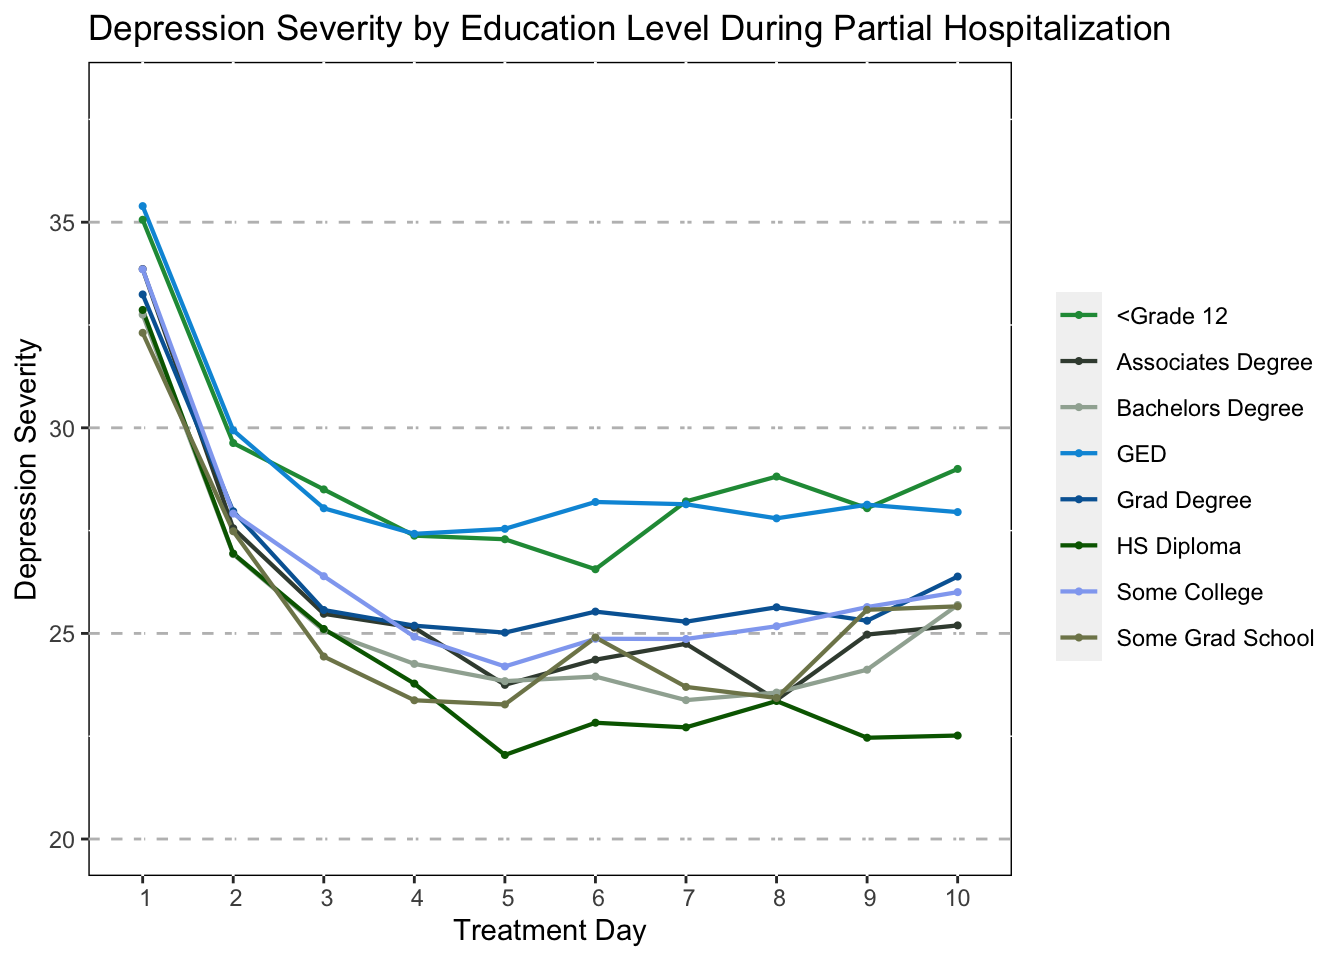 Depression Severity by Education Level During Partial Hospitalization
Depression Severity
35
30
25
20
1 2 3 4 5 6 7 8 9 10
Treatment Day
<Grade 12
Associates Degree
Bachelors Degree
GED
Grad Degree
HS Diploma
Some College
Some Grad School